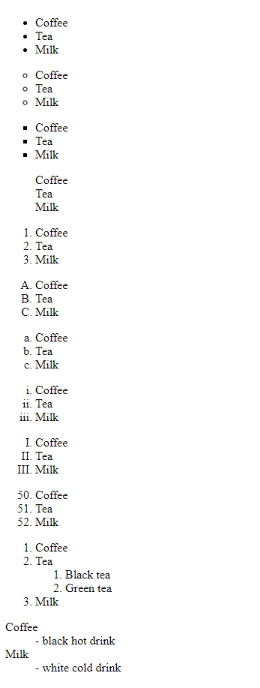 • Coffee
• Tea
• Milk
◦ Coffee
◦ Tea
◦ Milk
▪ Coffee
▪ Tea
▪ Milk
Coffee
Tea
Milk
1. Coffee
2. Tea
3. Milk
A. Coffee
B. Tea
C. Milk
a. Coffee
b. Tea
c. Milk
i. Coffee
ii. Tea
iii. Milk
I. Coffee
II. Tea
III. Milk
50. Coffee
51. Tea
52. Milk
1. Coffee
2. Tea
1. Black tea
2. Green tea
3. Milk
Coffee
- black hot drink
Milk
- white cold drink